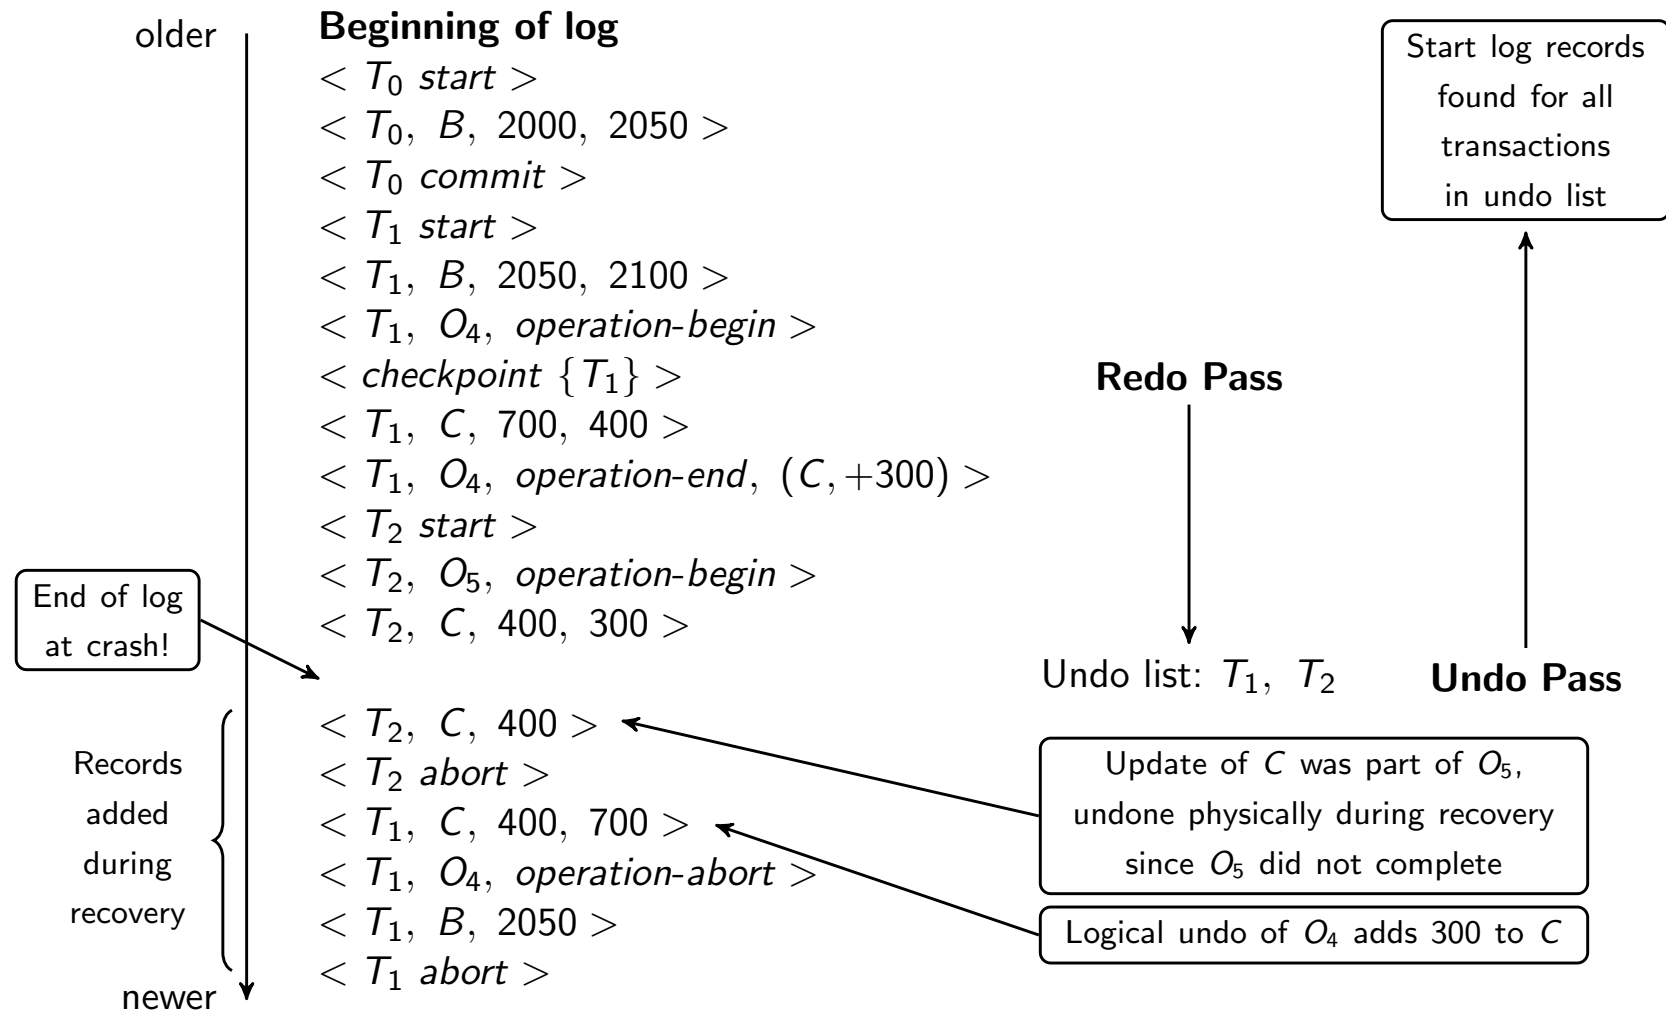 older
Beginning of log
< T₀ start >
< T₀, B, 2000, 2050 >
< T₀ commit >
< T₁ start >
< T₁, B, 2050, 2100 >
< T₁, O₄, operation-begin >
< checkpoint {T₁} >
< T₁, C, 700, 400 >
< T₁, O₄, operation-end, (C, +300) >
< T₂ start >
< T₂, O₅, operation-begin >
< T₂, C, 400, 300 >
End of log
at crash!
< T₂, C, 400 >
< T₂ abort >
< T₁, C, 400, 700 >
< T₁, O₄, operation-abort >
< T₁, B, 2050 >
< T₁ abort >
Records
added
during
recovery
newer
Redo Pass
Undo list: T₁, T₂
Start log records
found for all
transactions
in undo list
Undo Pass
Update of C was part of O₅,
undone physically during recovery
since O₅ did not complete
Logical undo of O₄ adds 300 to C